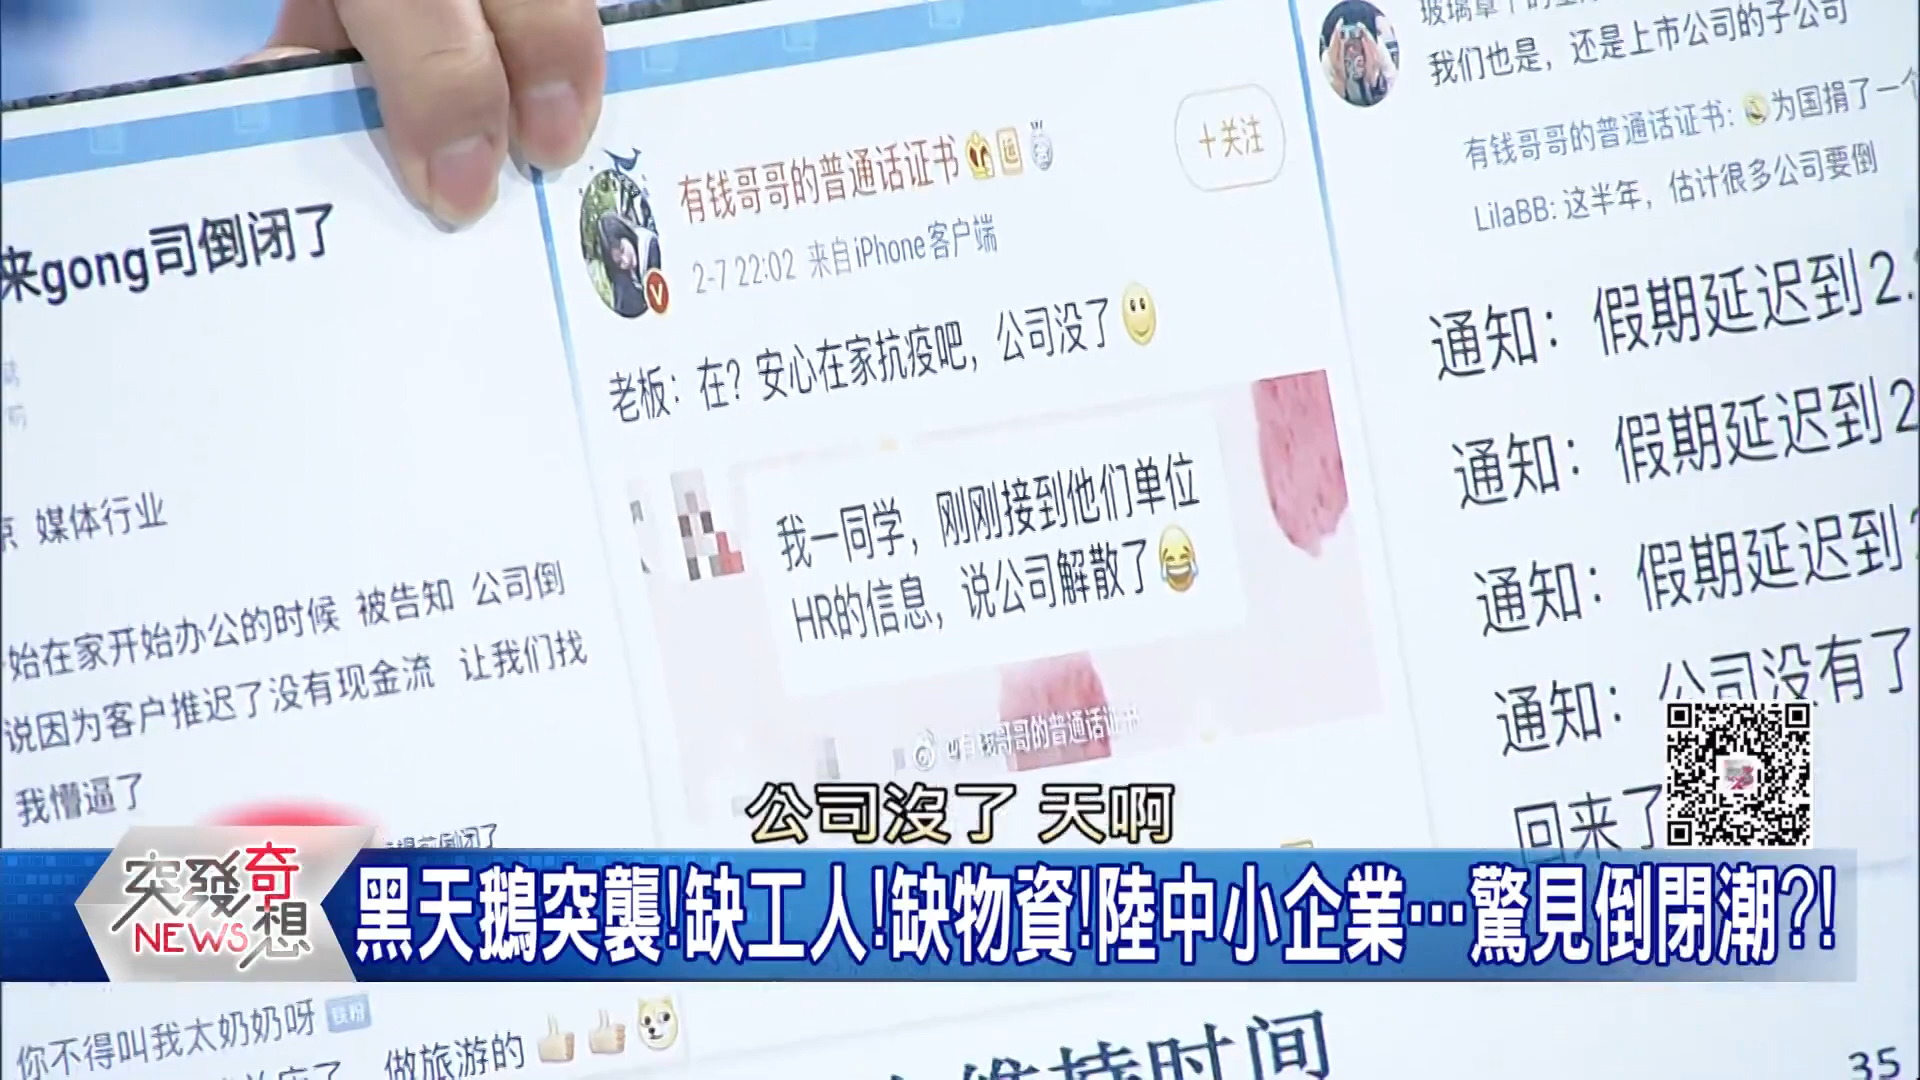 来gong司倒闭了
媒体行业
始在家开始办公的时候 被告知 公司倒
说因为客户推迟了没有现金流 让我们找
我懵逼了
有钱哥哥的普通话证书
+关注
2-7 22:02 来自iPhone客户端
老板：在？安心在家抗疫吧，公司没了
我一同学，刚刚接到他们单位
HR的信息，说公司解散了
@有钱哥哥的普通话证书
我们也是，还是上市公司的子公司
有钱哥哥的普通话证书: 为国捐了一个
LilaBB: 这半年，估计很多公司要倒
通知：假期延迟到2.
通知：假期延迟到2
通知：假期延迟到2
通知：公司没有了
回来了
公司沒了 天啊
突發奇想
NEWS
黑天鵝突襲!缺工人!缺物資!陸中小企業…驚見倒閉潮?!
你不得叫我太奶奶呀 铁粉
做旅游的
维持时间
35